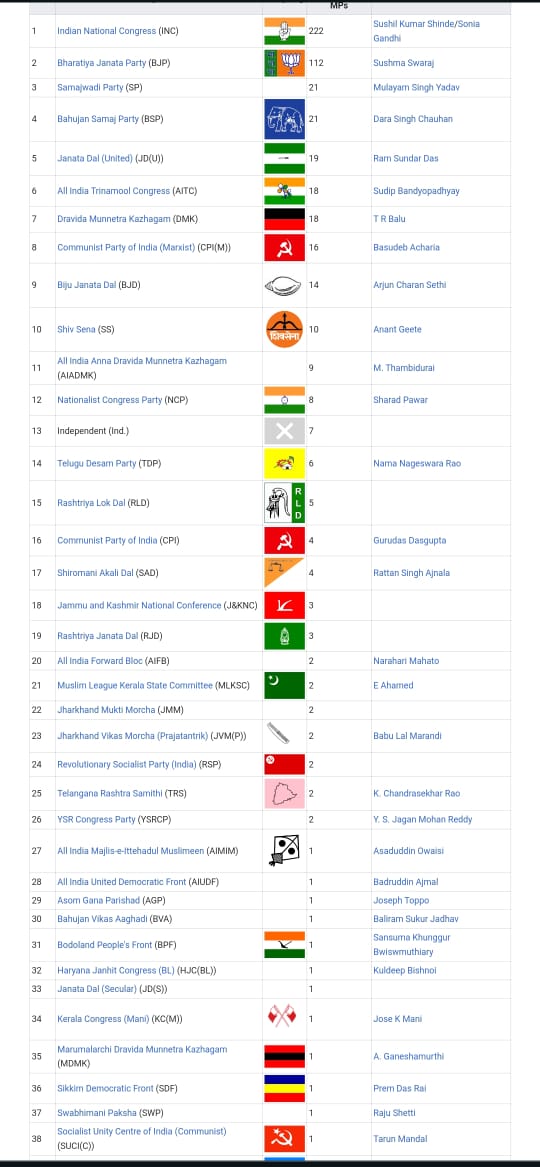 MPs
1 Indian National Congress (INC) 222 Sushil Kumar Shinde/Sonia
Gandhi
2 Bharatiya Janata Party (BJP) 112 Sushma Swaraj
3 Samajwadi Party (SP) 21 Mulayam Singh Yadav
4 Bahujan Samaj Party (BSP) 21 Dara Singh Chauhan
5 Janata Dal (United) (JD(U)) 19 Ram Sundar Das
6 All India Trinamool Congress (AITC) 18 Sudip Bandyopadhyay
7 Dravida Munnetra Kazhagam (DMK) 18 T R Balu
8 Communist Party of India (Marxist) (CPI(M)) 16 Basudeb Acharia
9 Biju Janata Dal (BJD) 14 Arjun Charan Sethi
10 Shiv Sena (SS) शिवसेना 10 Anant Geete
11 All India Anna Dravida Munnetra Kazhagam
(AIADMK) 9 M. Thambidurai
12 Nationalist Congress Party (NCP) 8 Sharad Pawar
13 Independent (Ind.) 7
14 Telugu Desam Party (TDP) 6 Nama Nageswara Rao
15 Rashtriya Lok Dal (RLD) R L D 5
16 Communist Party of India (CPI) 4 Gurudas Dasgupta
17 Shiromani Akali Dal (SAD) 4 Rattan Singh Ajnala
18 Jammu and Kashmir National Conference (J&KNC) 3
19 Rashtriya Janata Dal (RJD) 3
20 All India Forward Bloc (AIFB) 2 Narahari Mahato
21 Muslim League Kerala State Committee (MLKSC) 2 E Ahamed
22 Jharkhand Mukti Morcha (JMM) 2
23 Jharkhand Vikas Morcha (Prajatantrik) (JVM(P)) 2 Babu Lal Marandi
24 Revolutionary Socialist Party (India) (RSP) 2
25 Telangana Rashtra Samithi (TRS) 2 K. Chandrasekhar Rao
26 YSR Congress Party (YSRCP) 2 Y. S. Jagan Mohan Reddy
27 All India Majlis-e-Ittehadul Muslimeen (AIMIM) 1 Asaduddin Owaisi
28 All India United Democratic Front (AIUDF) 1 Badruddin Ajmal
29 Asom Gana Parishad (AGP) 1 Joseph Toppo
30 Bahujan Vikas Aaghadi (BVA) 1 Baliram Sukur Jadhav
31 Bodoland People's Front (BPF) 1 Sansuma Khunggur
Bwiswmuthiary
32 Haryana Janhit Congress (BL) (HJC(BL)) 1 Kuldeep Bishnoi
33 Janata Dal (Secular) (JD(S)) 1
34 Kerala Congress (Mani) (KC(M)) 1 Jose K Mani
35 Marumalarchi Dravida Munnetra Kazhagam
(MDMK) 1 A. Ganeshamurthi
36 Sikkim Democratic Front (SDF) 1 Prem Das Rai
37 Swabhimani Paksha (SWP) 1 Raju Shetti
38 Socialist Unity Centre of India (Communist)
(SUCI(C)) 1 Tarun Mandal